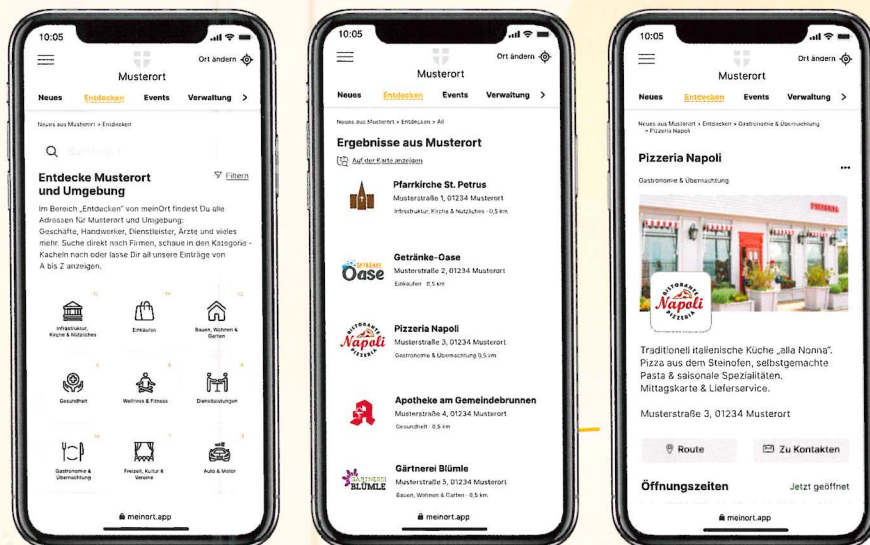 10:05
Ort ändern
Musterort
Neues Entdecken Events Verwaltung >
Neues aus Musterort > Entdecken
Entdecke Musterort
und Umgebung
Filtern
Im Bereich „Entdecken" von meinOrt findest Du alle
Adressen für Musterort und Umgebung:
Geschäfte, Handwerker, Dienstleister, Ärzte und vieles
mehr. Suche direkt nach Firmen, schaue in den Kategorie -
Kacheln nach oder lasse Dir all unsere Einträge von
A bis Z anzeigen.
Infrastruktur,
Kirche & Nützliches
Einkaufen
Bauen, Wohnen &
Garten
Gesundheit
Wellness & Fitness
Dienstleistungen
Gastronomie &
Übernachtung
Freizeit, Kultur &
Vereine
Auto & Motor
meinort.app
10:05
Ort ändern
Musterort
Neues Entdecken Events Verwaltung >
Neues aus Musterort > Entdecken > All
Ergebnisse aus Musterort
Auf der Karte anzeigen
Pfarrkirche St. Petrus
Musterstraße 1, 01234 Musterort
Infrastruktur, Kirche & Nützliches · 0,5 km
GETRÄNKE
Oase
Getränke-Oase
Musterstraße 2, 01234 Musterort
Einkaufen · 0,5 km
RISTORANTE
Napoli
PIZZERIA
Pizzeria Napoli
Musterstraße 3, 01234 Musterort
Gastronomie & Übernachtung 0,5 km
Apotheke am Gemeindebrunnen
Musterstraße 4, 01234 Musterort
Gesundheit · 0,5 km
GÄRTNEREI
BLÜMLE
Gärtnerei Blümle
Musterstraße 5, 01234 Musterort
Bauen, Wohnen & Garten · 0,5 km
meinort.app
10:05
Ort ändern
Musterort
Neues Entdecken Events Verwaltung >
Neues aus Musterort > Entdecken > Gastronomie & Übernachtung
> Pizzeria Napoli
Pizzeria Napoli
Gastronomie & Übernachtung
PIZZERIA
RISTORANTE
Napoli
PIZZERIA
Traditionell italienische Küche „alla Nonna".
Pizza aus dem Steinofen, selbstgemachte
Pasta & saisonale Spezialitäten.
Mittagskarte & Lieferservice.
Musterstraße 3, 01234 Musterort
Route
Zu Kontakten
Öffnungszeiten
Jetzt geöffnet
meinort.app